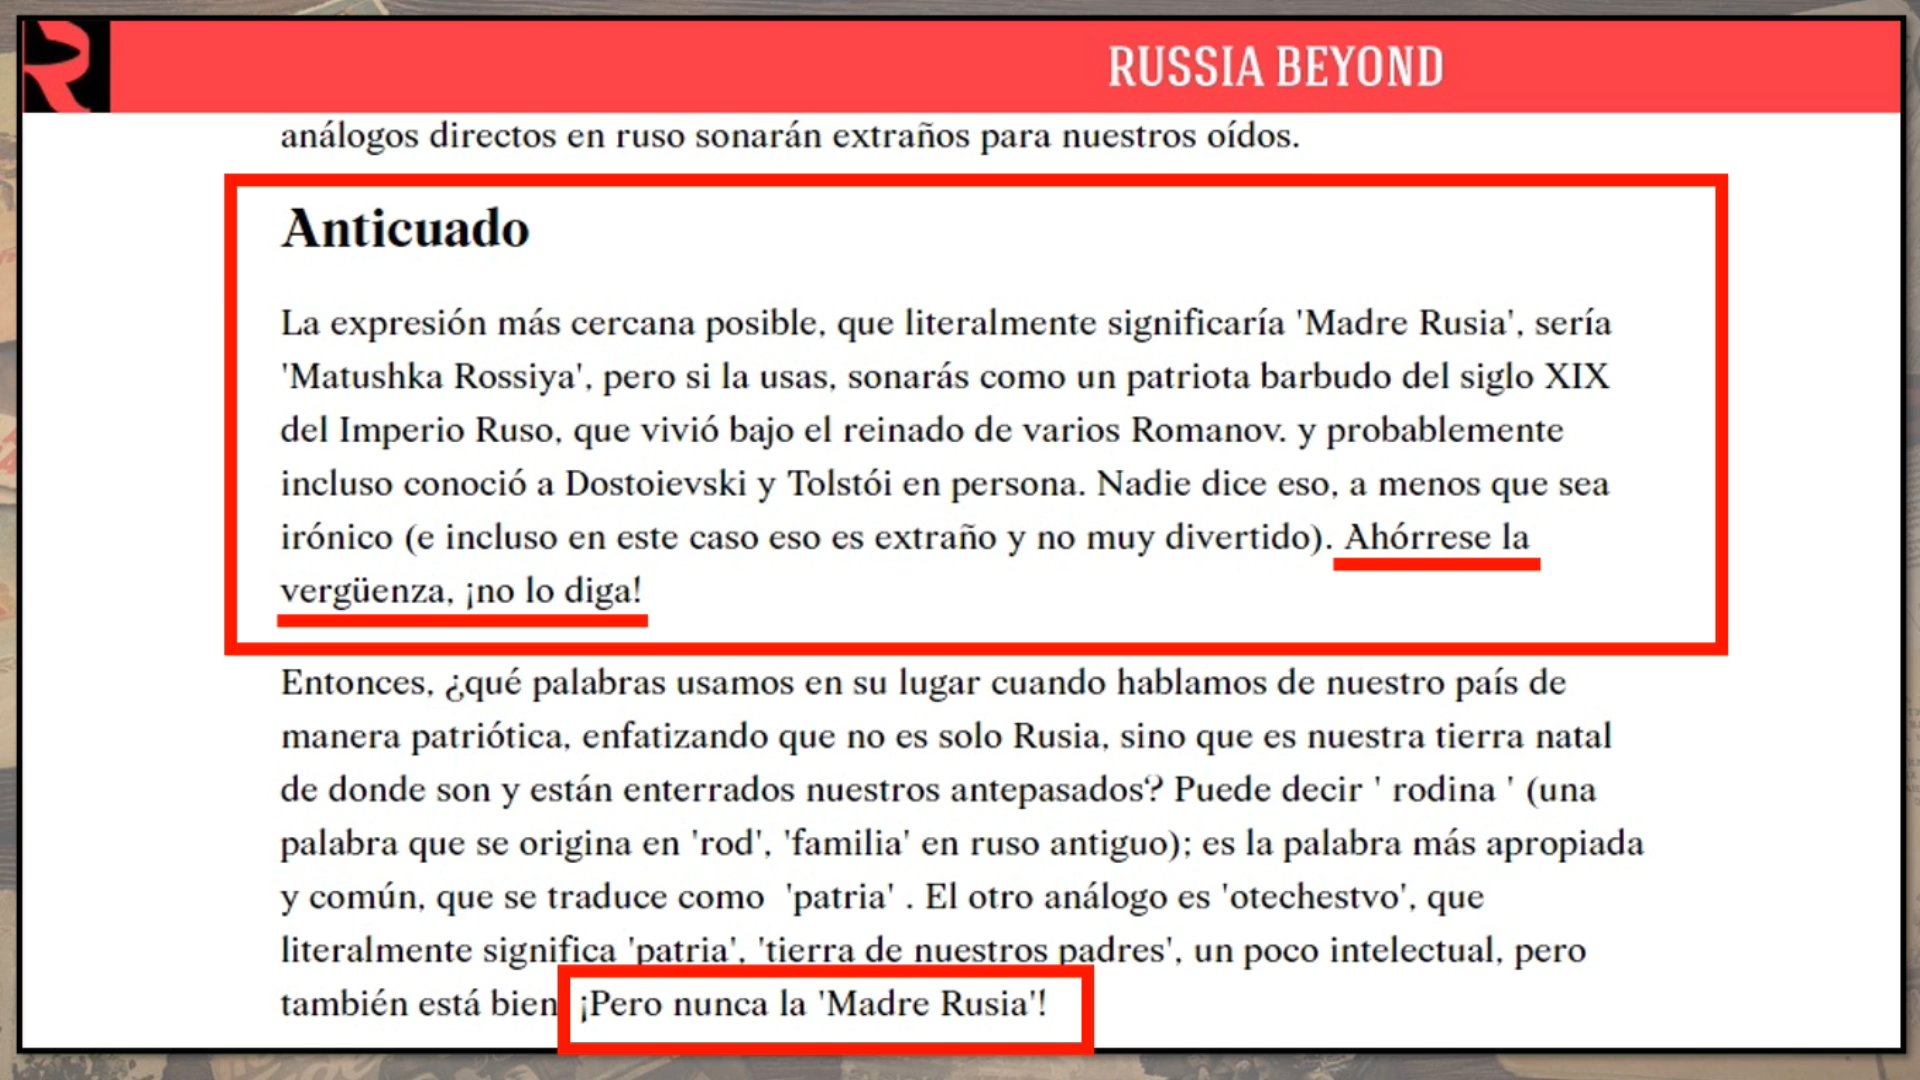 RUSSIA BEYOND
análogos directos en ruso sonarán extraños para nuestros oídos.
Anticuado
La expresión más cercana posible, que literalmente significaría 'Madre Rusia', sería
'Matushka Rossiya', pero si la usas, sonarás como un patriota barbudo del siglo XIX
del Imperio Ruso, que vivió bajo el reinado de varios Romanov. y probablemente
incluso conoció a Dostoievski y Tolstói en persona. Nadie dice eso, a menos que sea
irónico (e incluso en este caso eso es extraño y no muy divertido). Ahórrese la
vergüenza, ¡no lo diga!
Entonces, ¿qué palabras usamos en su lugar cuando hablamos de nuestro país de
manera patriótica, enfatizando que no es solo Rusia, sino que es nuestra tierra natal
de donde son y están enterrados nuestros antepasados? Puede decir ' rodina ' (una
palabra que se origina en 'rod', 'familia' en ruso antiguo); es la palabra más apropiada
y común, que se traduce como 'patria' . El otro análogo es 'otechestvo', que
literalmente significa 'patria', 'tierra de nuestros padres', un poco intelectual, pero
también está bien ¡Pero nunca la 'Madre Rusia'!